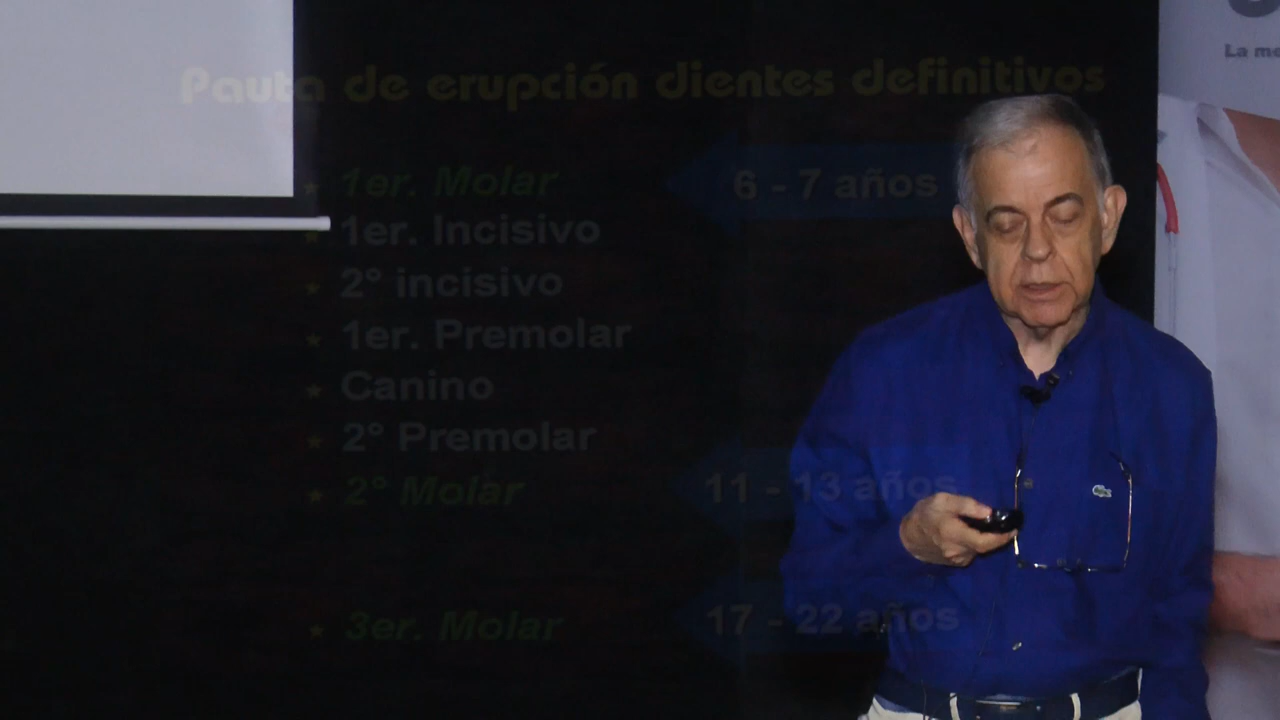 Pauta de erupción dientes definitivos
1er. Molar 6 - 7 años
1er. Incisivo
2° incisivo
1er. Premolar
Canino
2° Premolar
2° Molar 11 - 13 años
3er. Molar 17 - 22 años
La